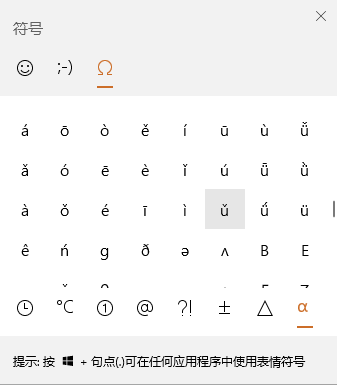 符号
;-) Ω
á ō ò ě í ū ù ǚ
ǎ ó ē è ǐ ú ǖ ǜ
à ǒ é ī ì ǔ ǘ ü
ê ń ɡ ð ə ʌ Β Ε
℃ ① @ ?! ± △ α
提示: 按 + 句点(.)可在任何应用程序中使用表情符号